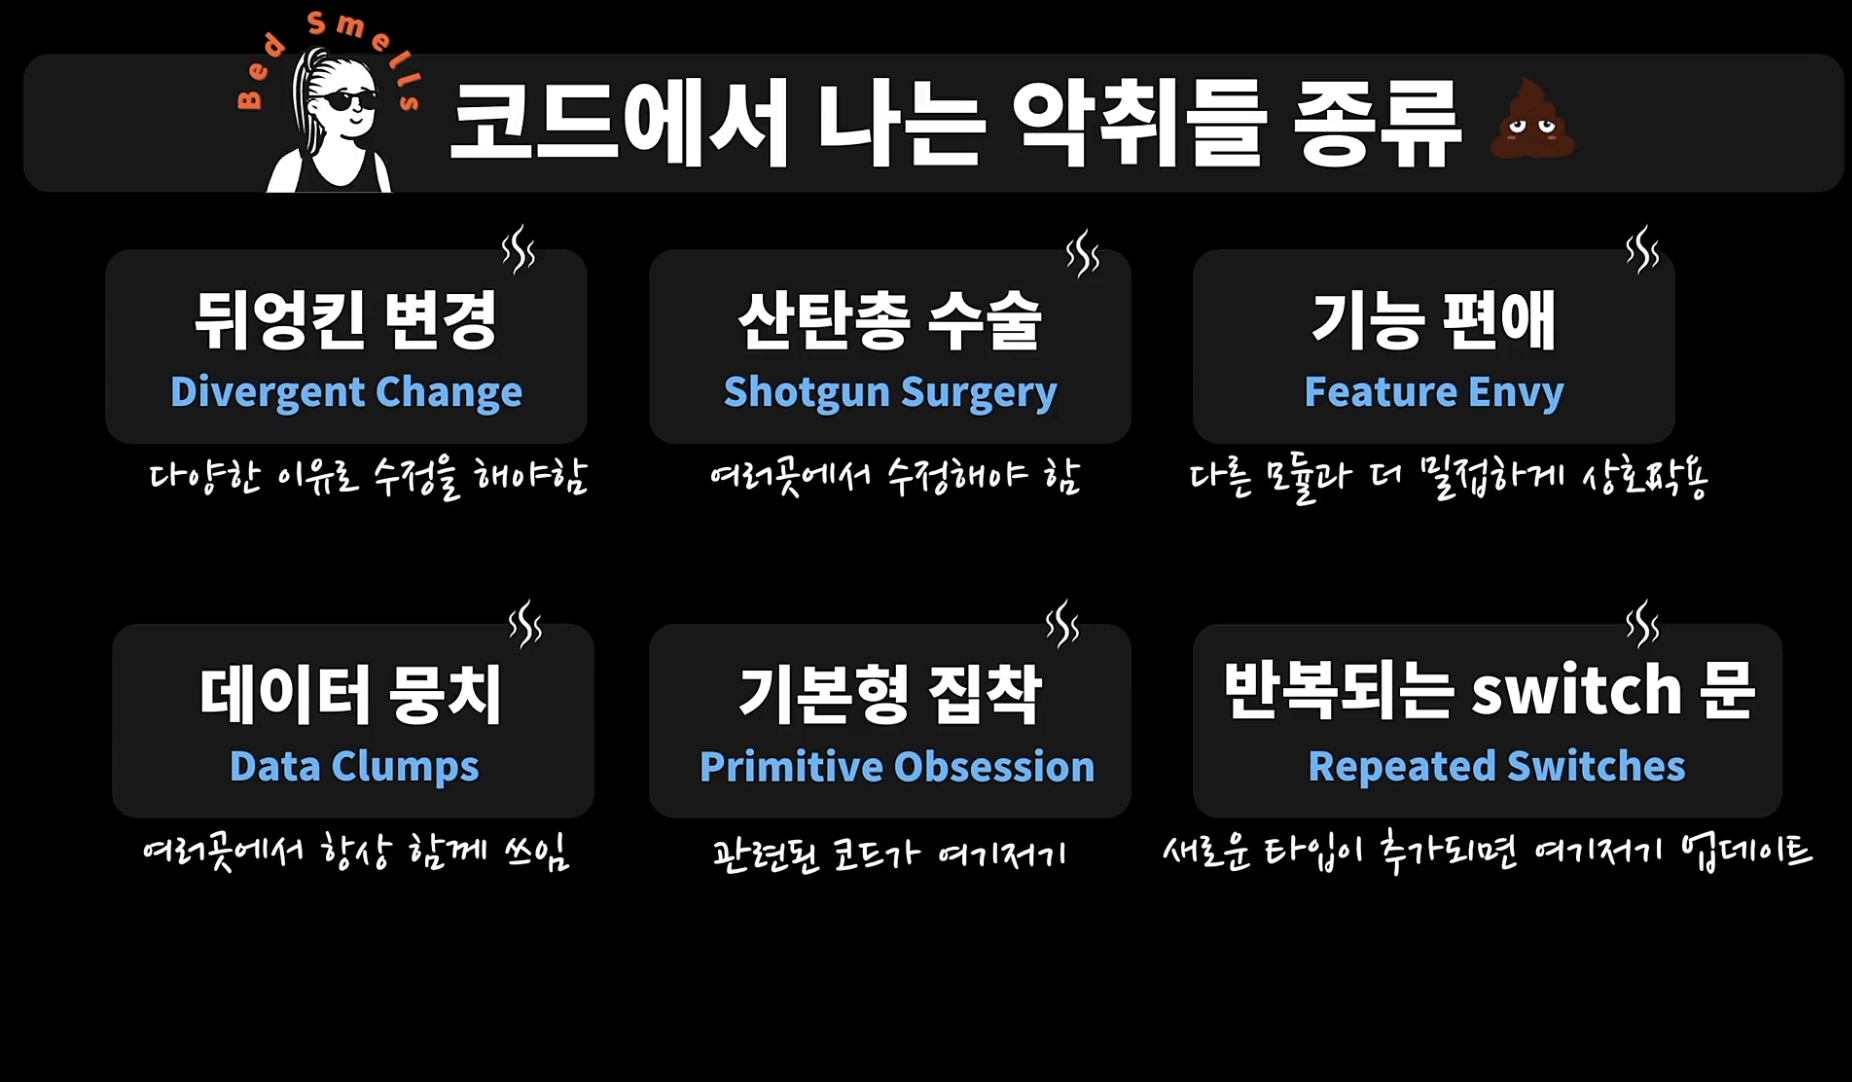 Bed Smells
코드에서 나는 악취들 종류
뒤엉킨 변경
Divergent Change
다양한 이유로 수정을 해야함
산탄총 수술
Shotgun Surgery
여러곳에서 수정해야 함
기능 편애
Feature Envy
다른 모듈과 더 밀접하게 상호작용
데이터 뭉치
Data Clumps
여러곳에서 항상 함께 쓰임
기본형 집착
Primitive Obsession
관련된 코드가 여기저기
반복되는 switch 문
Repeated Switches
새로운 타입이 추가되면 여기저기 업데이트